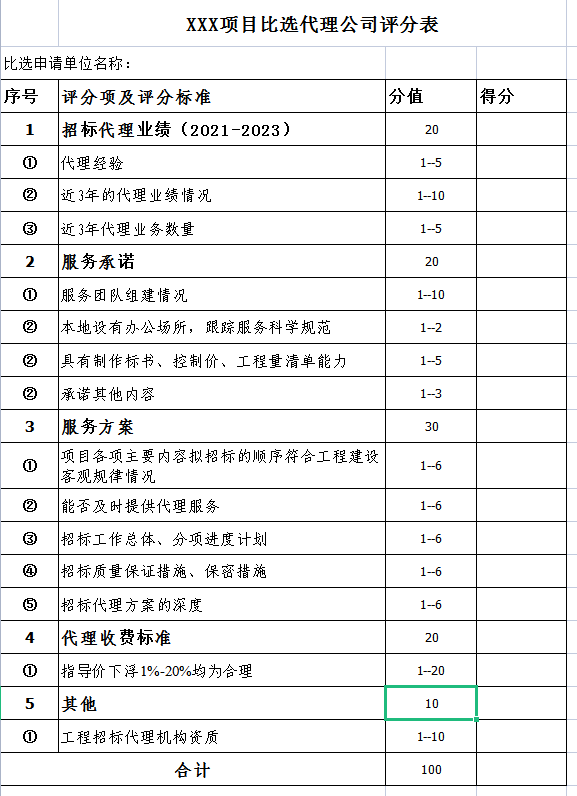 XXX项目比选代理公司评分表
比选申请单位名称：
序号 评分项及评分标准 分值 得分
1 招标代理业绩（2021-2023） 20
① 代理经验 1--5
② 近3年的代理业绩情况 1--10
③ 近3年代理业务数量 1--5
2 服务承诺 20
① 服务团队组建情况 1--10
② 本地设有办公场所，跟踪服务科学规范 1--2
② 具有制作标书、控制价、工程量清单能力 1--5
② 承诺其他内容 1--3
3 服务方案 30
① 项目各项主要内容拟招标的顺序符合工程建设
客观规律情况 1--6
② 能否及时提供代理服务 1--6
③ 招标工作总体、分项进度计划 1--6
④ 招标质量保证措施、保密措施 1--6
⑤ 招标代理方案的深度 1--6
4 代理收费标准 20
① 指导价下浮1%-20%均为合理 1--20
5 其他 10
① 工程招标代理机构资质 1--10
合计 100